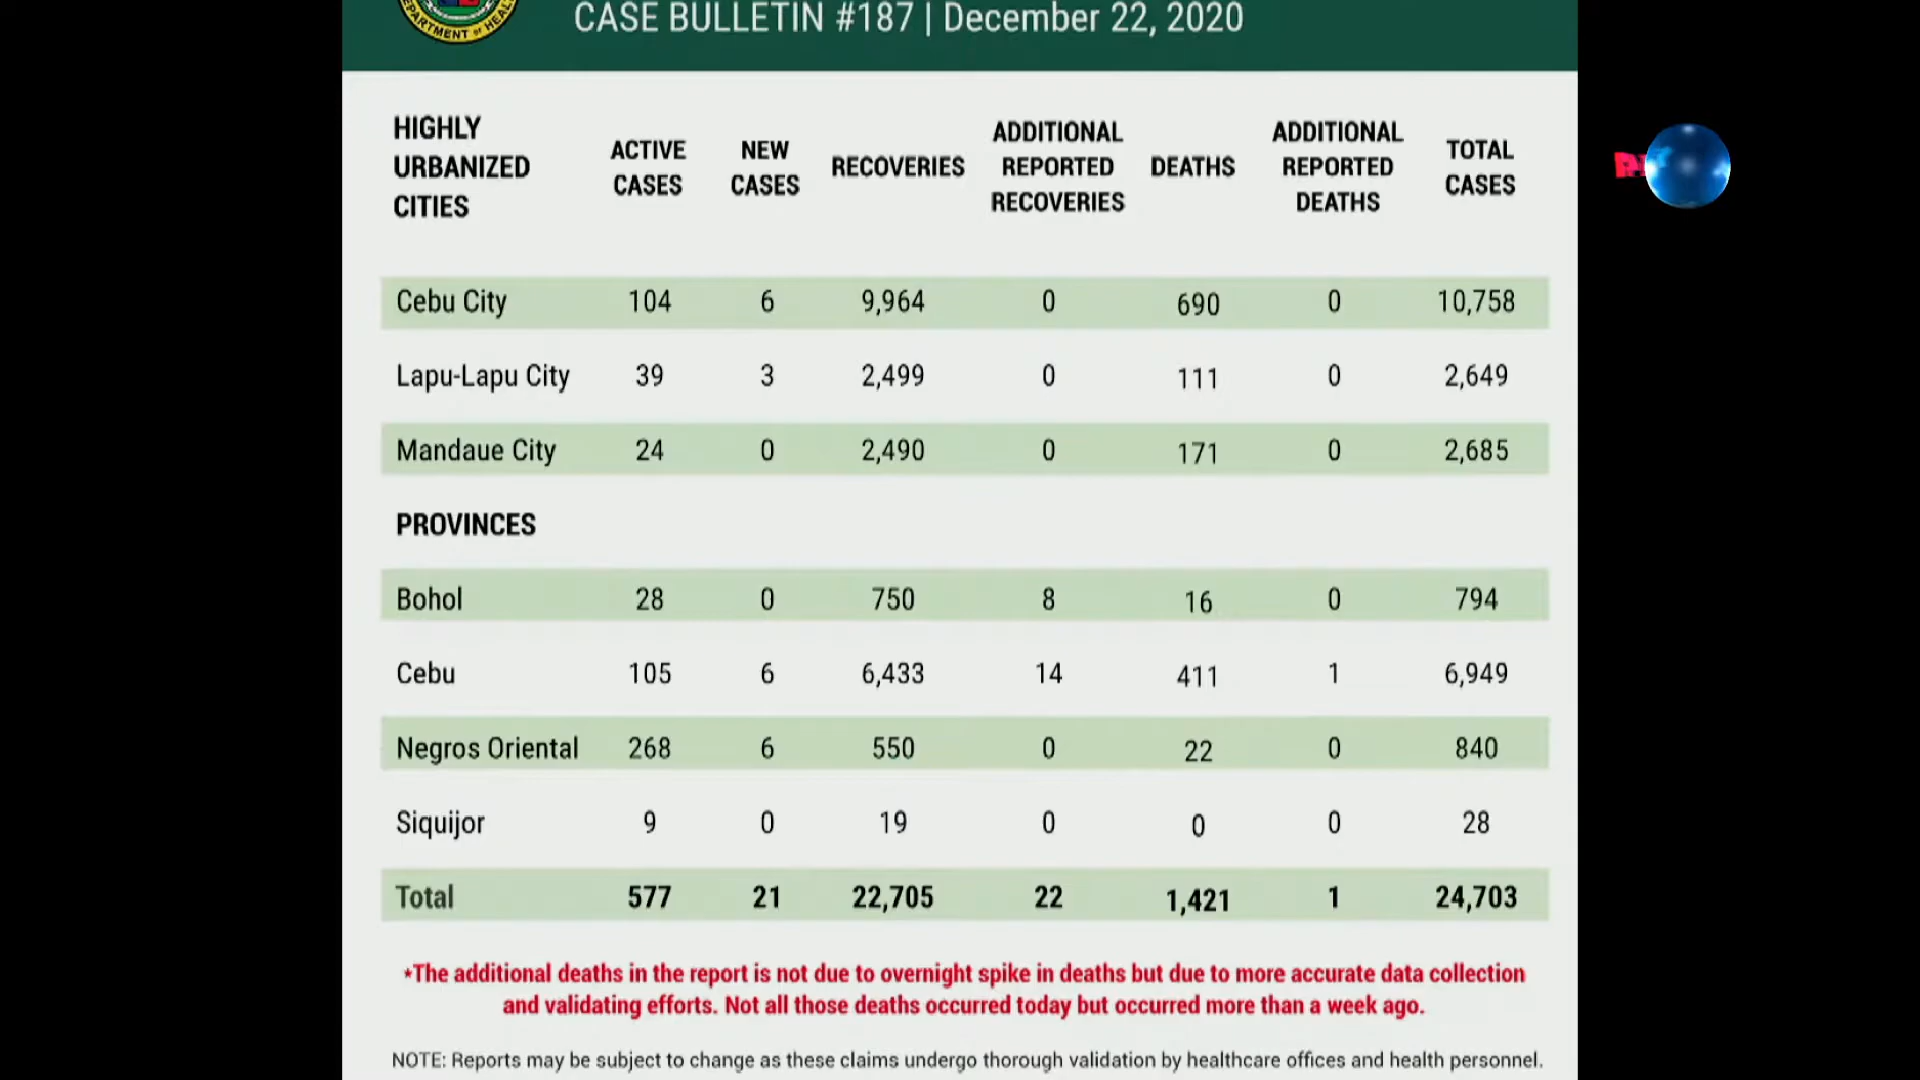 DEPARTMENT of HEALTH
CASE BULLETIN #187 | December 22, 2020
HIGHLY URBANIZED CITIES ACTIVE CASES NEW CASES RECOVERIES ADDITIONAL REPORTED RECOVERIES DEATHS ADDITIONAL REPORTED DEATHS TOTAL CASES
Cebu City 104 6 9,964 0 690 0 10,758
Lapu-Lapu City 39 3 2,499 0 111 0 2,649
Mandaue City 24 0 2,490 0 171 0 2,685
PROVINCES
Bohol 28 0 750 8 16 0 794
Cebu 105 6 6,433 14 411 1 6,949
Negros Oriental 268 6 550 0 22 0 840
Siquijor 9 0 19 0 0 0 28
Total 577 21 22,705 22 1,421 1 24,703
*The additional deaths in the report is not due to overnight spike in deaths but due to more accurate data collection
and validating efforts. Not all those deaths occurred today but occurred more than a week ago.
NOTE: Reports may be subject to change as these claims undergo thorough validation by healthcare offices and health personnel.